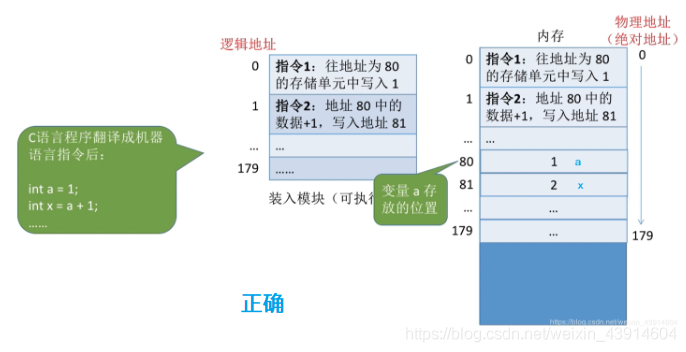 物理地址
（绝对地址）
内存
逻辑地址
0
指令1：往地址为 80
的存储单元中写入 1
1
指令2：地址 80 中的
数据+1，写入地址 81
...
...
179
......
装入模块（可执行
C语言程序翻译成机器
语言指令后：
int a = 1;
int x = a + 1;
......
0
指令1：往地址为 80
的存储单元中写入 1
0
1
指令2：地址 80 中的
数据+1，写入地址 81
...
...
80
1 a
81
2 x
...
...
179
...
179
变量 a 存
放的位置
正确
https://blog.csdn.net/weixin_43914604
https://blog.csdn.net/weixin_43914604